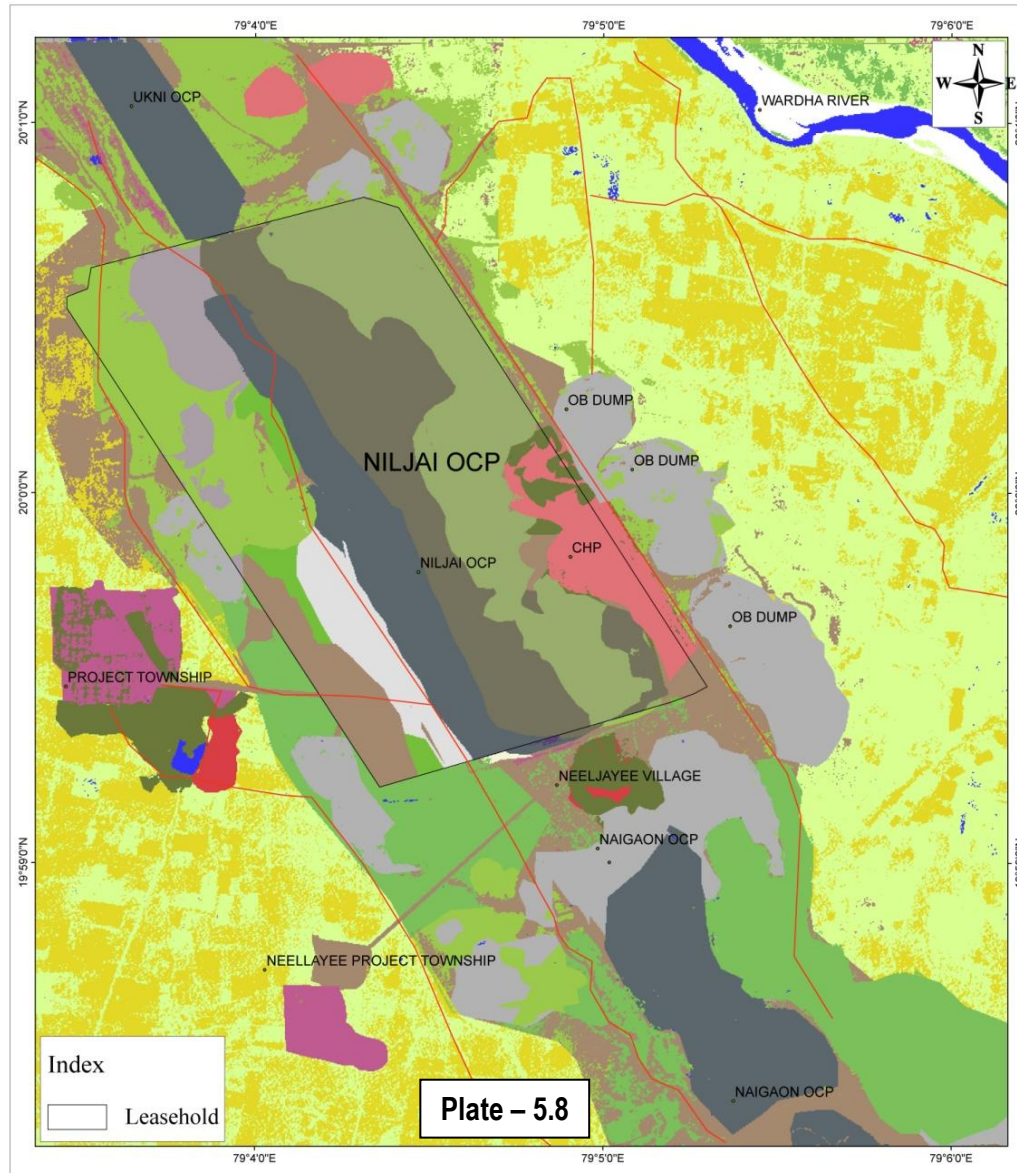 79°4'0"E
79°5'0"E
79°6'0"E
N
W E
S
UKNI OCP
WARDHA RIVER
20°1'0"N
OB DUMP
NILJAI OCP
OB DUMP
20°0'0"N
CHP
NILJAI OCP
OB DUMP
PROJECT TOWNSHIP
NEELJAYEE VILLAGE
NAIGAON OCP
19°59'0"N
NEELLAYEE PROJECT TOWNSHIP
Index
Leasehold
Plate – 5.8
NAIGAON OCP
79°4'0"E
79°5'0"E
79°6'0"E